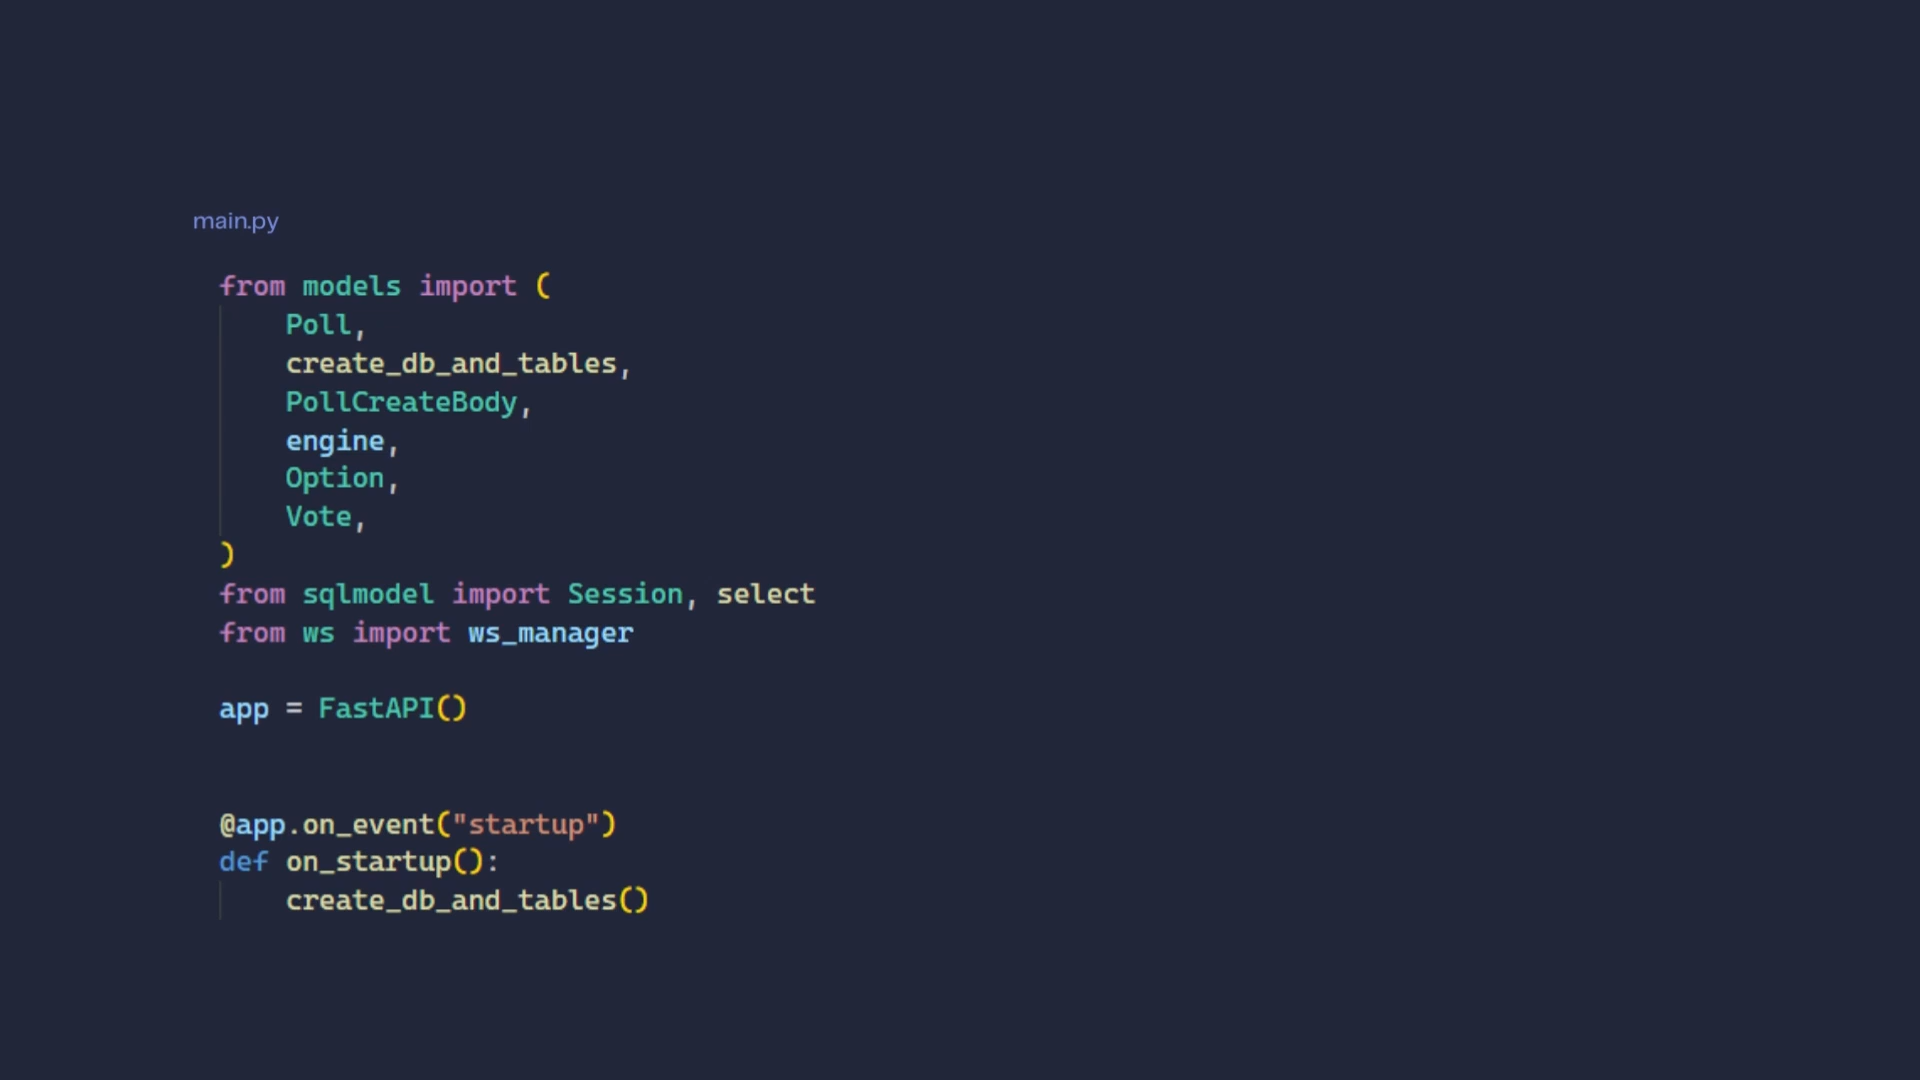 main.py
from models import (
    Poll,
    create_db_and_tables,
    PollCreateBody,
    engine,
    Option,
    Vote,
)
from sqlmodel import Session, select
from ws import ws_manager
app = FastAPI()
@app.on_event("startup")
def on_startup():
    create_db_and_tables()